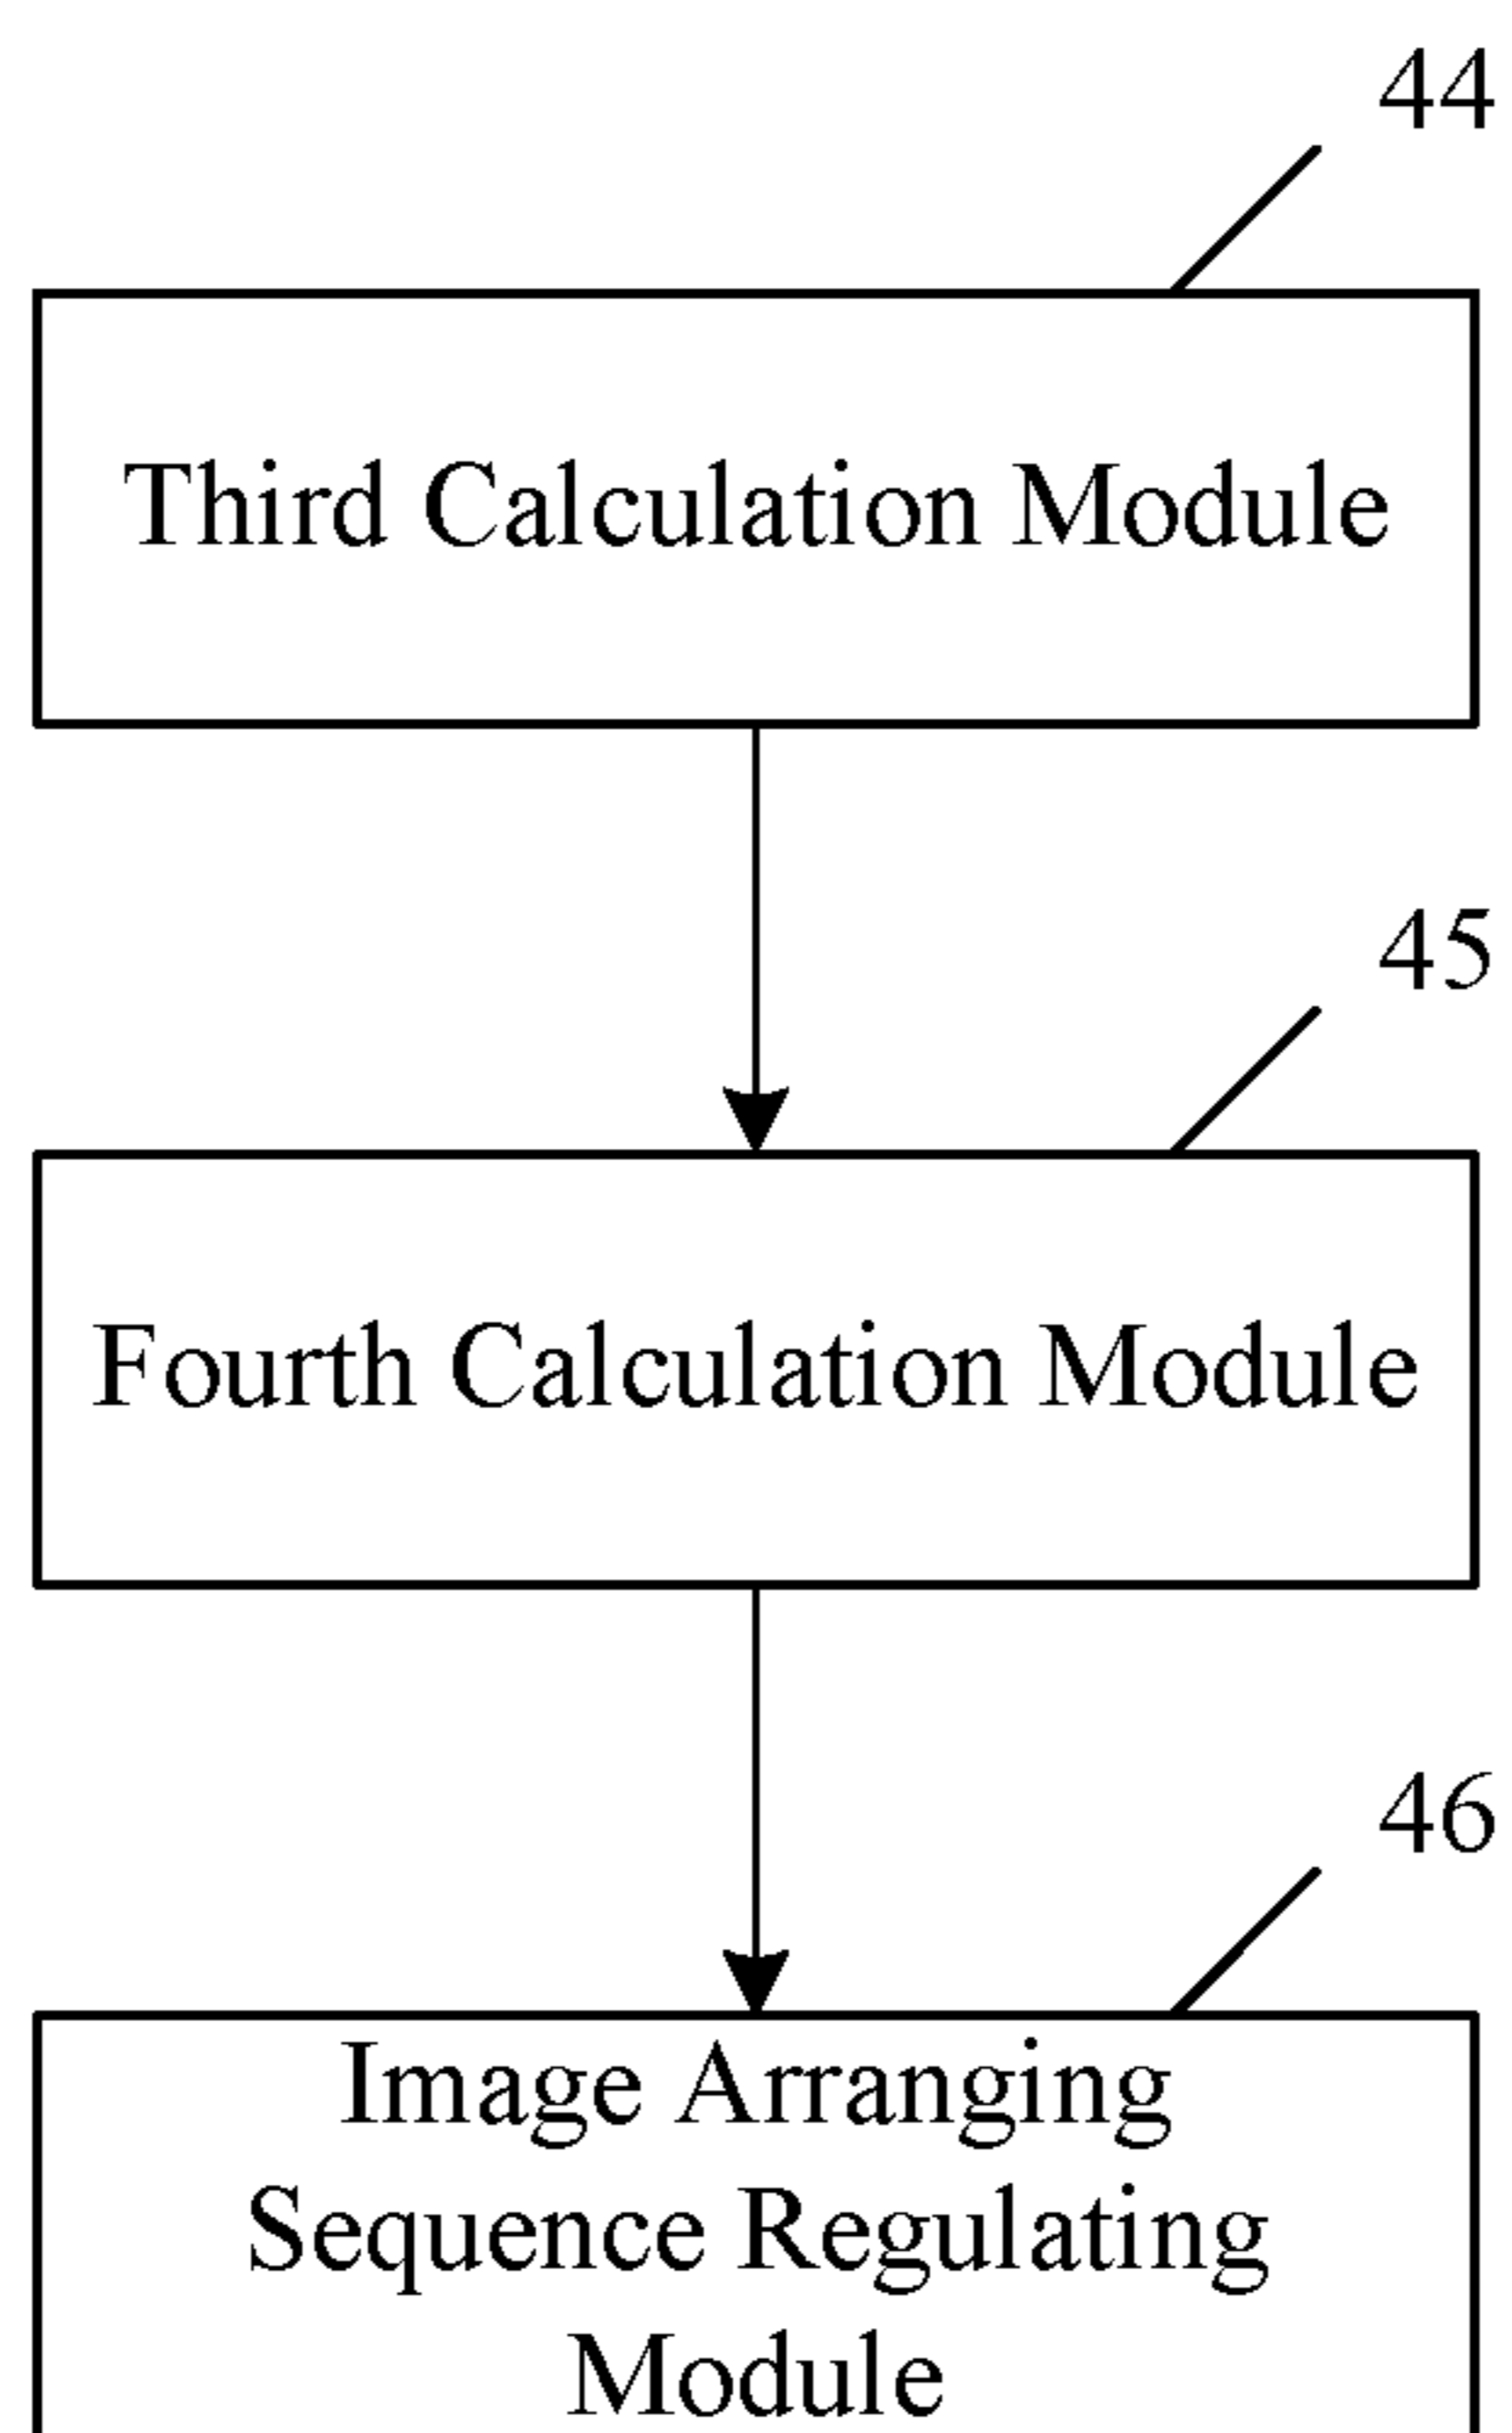 44
Third Calculation Module
45
Fourth Calculation Module
46
Image Arranging
Sequence Regulating
Module